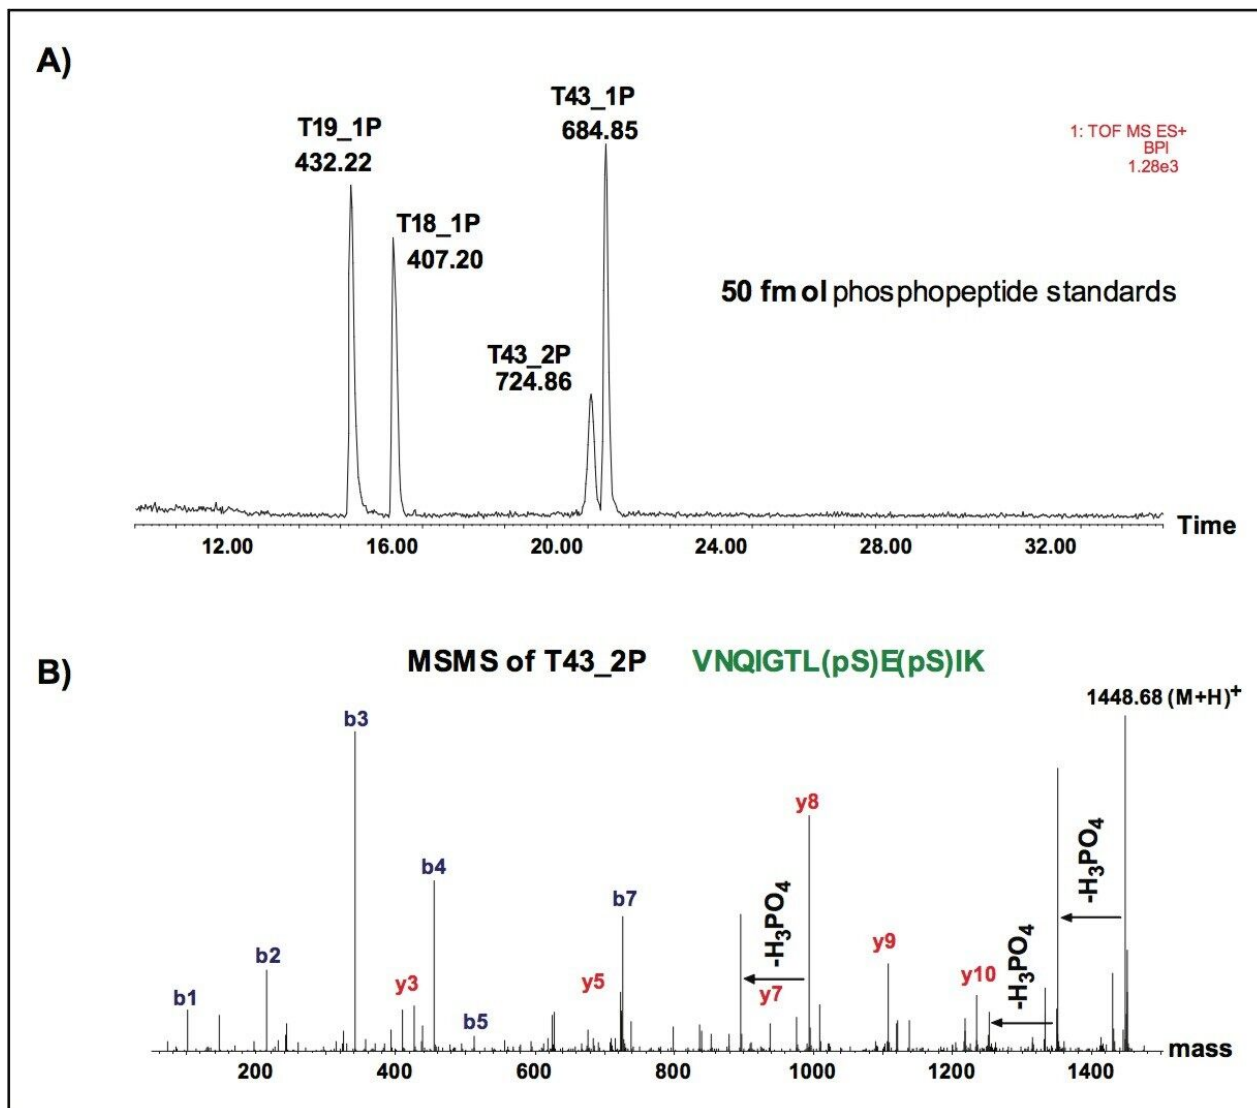 A)
T19_1P
432.22
T18_1P
407.20
T43_2P
724.86
T43_1P
684.85
1: TOF MS ES+
BPI
1.28e3
50 fmol phosphopeptide standards
12.00 16.00 20.00 24.00 28.00 32.00 Time
B)
MSMS of T43_2P VNQIGTL(pS)E(pS)IK
1448.68 (M+H)+
b1
b2
b3
y3
b4
b5
y5
b7
-H3PO4
y7
y8
y9
y10
-H3PO4
-H3PO4
200 400 600 800 1000 1200 1400 mass